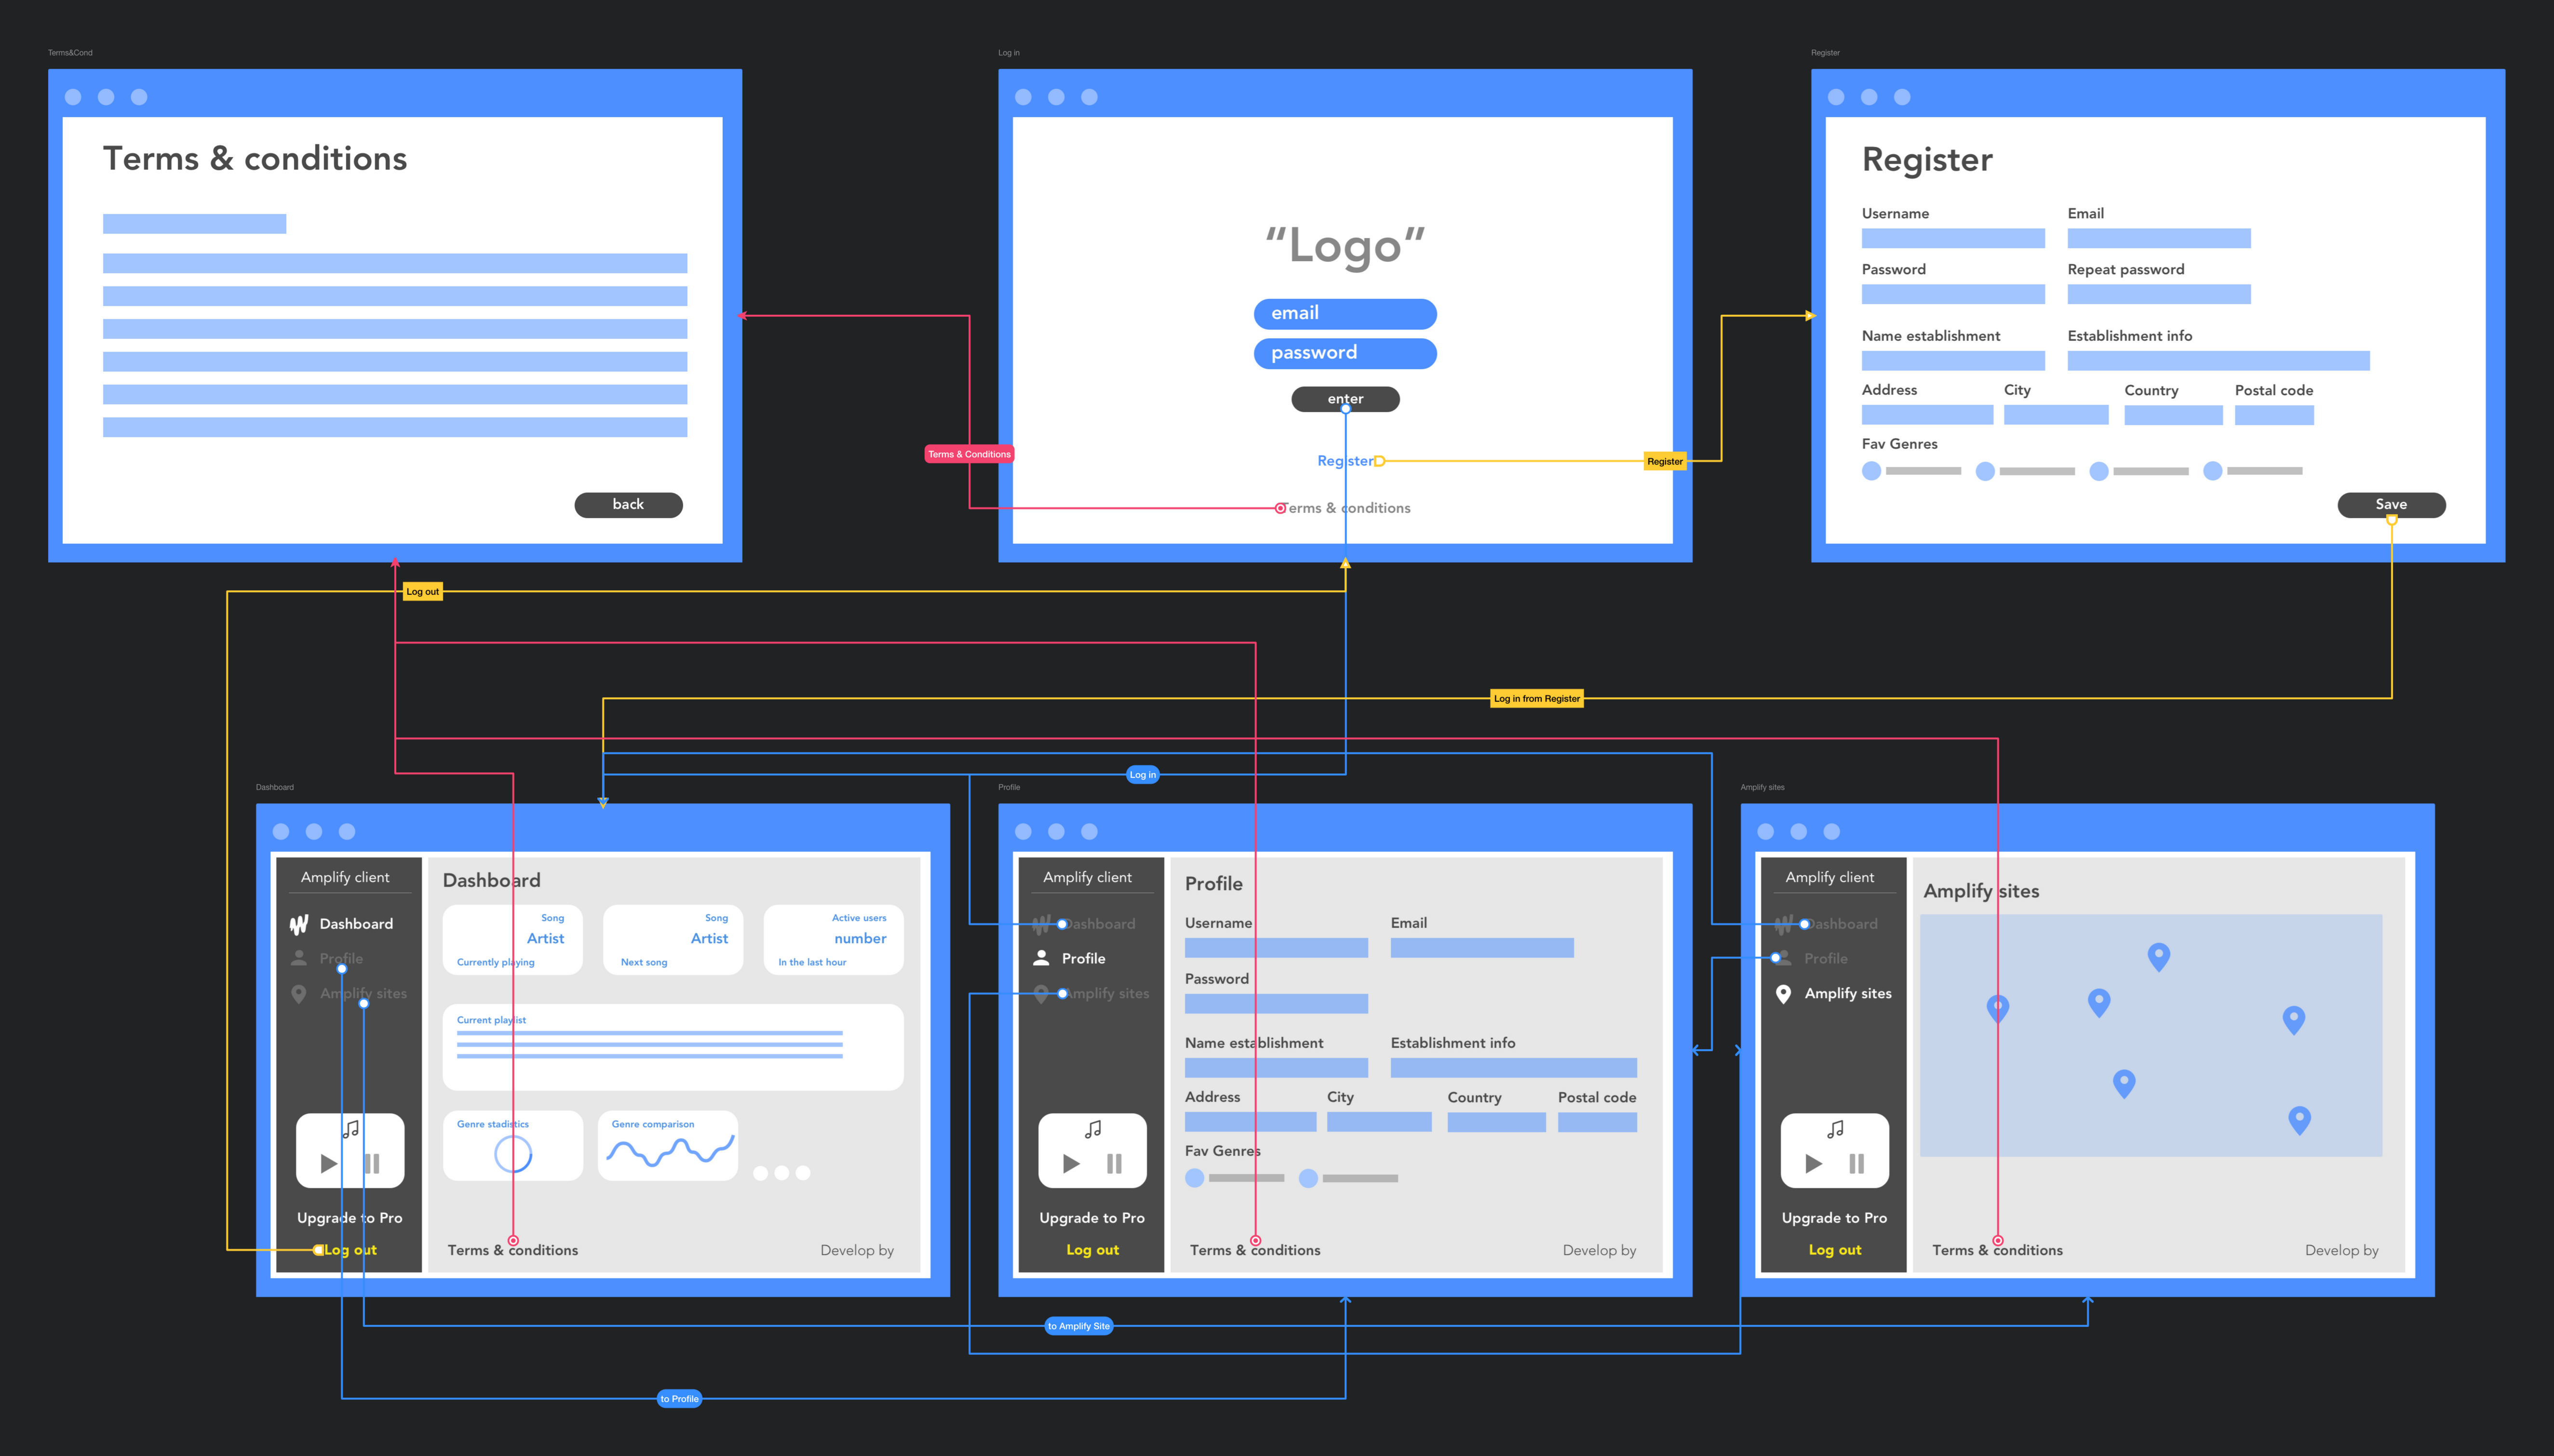 Terms&Cond
Terms & conditions
back
Log in
“Logo”
email
password
enter
Register
Terms & conditions
Terms & Conditions
Register
Register
Register
Username Email
Password Repeat password
Name establishment Establishment info
Address City Country Postal code
Fav Genres
Save
Log out
Log in from Register
Log in
Dashboard
Amplify client
Dashboard
Profile
Amplify sites
Upgrade to Pro
Log out
Dashboard
Song
Artist
Currently playing
Song
Artist
Next song
Active users
number
In the last hour
Current playlist
Genre stadistics
Genre comparison
Terms & conditions
Develop by
Profile
Amplify client
Dashboard
Profile
Amplify sites
Upgrade to Pro
Log out
Profile
Username Email
Password
Name establishment Establishment info
Address City Country Postal code
Fav Genres
Terms & conditions
Develop by
Amplify sites
Amplify client
Dashboard
Profile
Amplify sites
Upgrade to Pro
Log out
Amplify sites
Terms & conditions
Develop by
to Amplify Site
to Profile